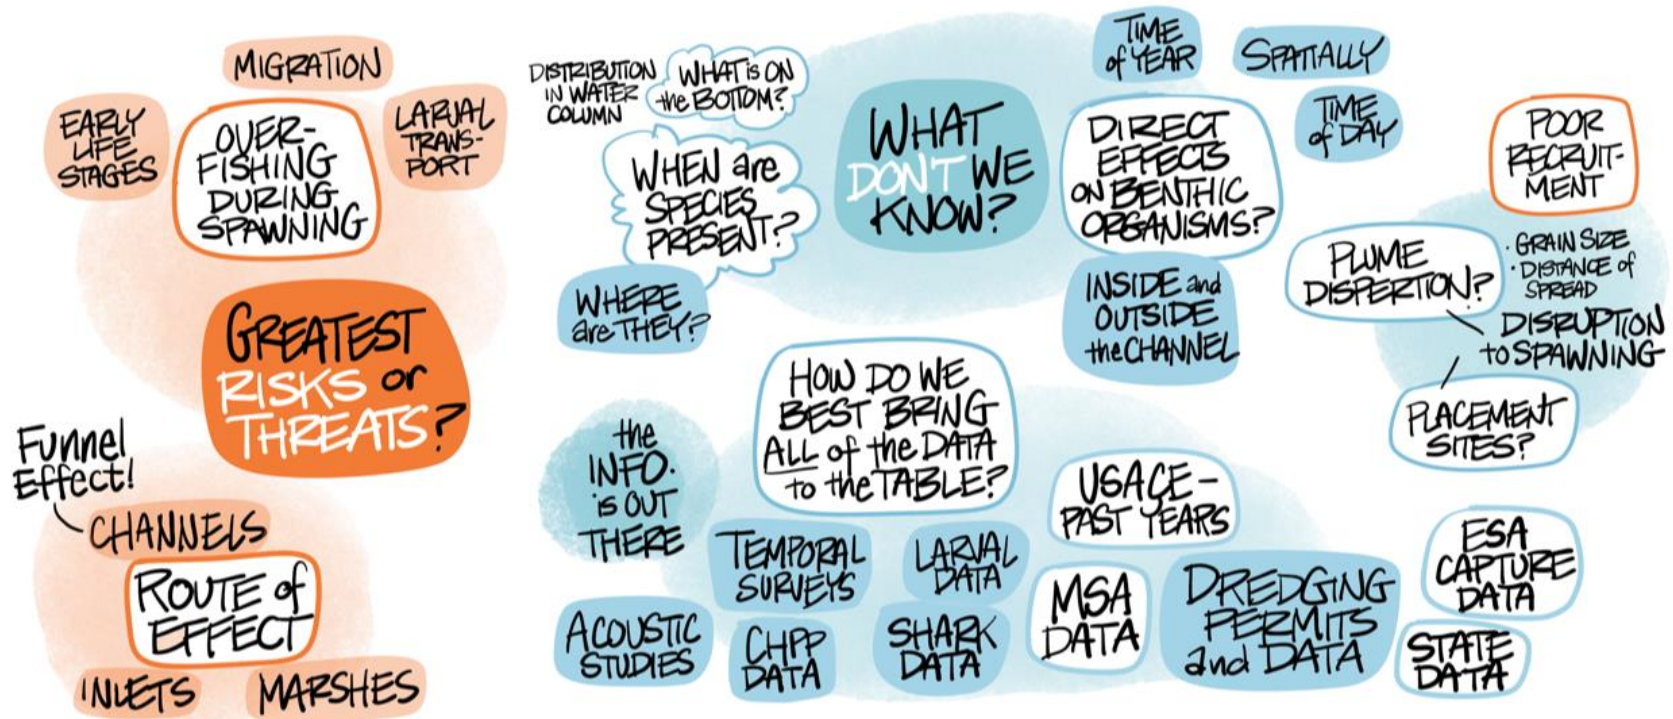 MIGRATION
EARLY
LIFE
STAGES
OVER-
FISHING
DURING
SPAWNING
LARVAL
TRANS-
PORT
GREATEST
RISKS or
THREATS?
Funnel
Effect!
CHANNELS
ROUTE of
EFFECT
INLETS
MARSHES
DISTRIBUTION
IN WATER
COLUMN
WHAT is ON
the BOTTOM?
WHEN are
SPECIES
PRESENT?
WHERE
are THEY?
WHAT
DON'T WE
KNOW?
TIME
of YEAR
SPATIALLY
TIME
of DAY
DIRECT
EFFECTS
ON BENTHIC
ORGANISMS?
INSIDE and
OUTSIDE
the CHANNEL
POOR
RECRUIT-
MENT
PLUME
DISPERTION?
· GRAIN SIZE
· DISTANCE of
SPREAD
DISRUPTION
to SPAWNING
PLACEMENT
SITES?
HOW DO WE
BEST BRING
ALL of the DATA
to the TABLE?
the
INFO.
is OUT
THERE
TEMPORAL
SURVEYS
LARVAL
DATA
USACE-
PAST YEARS
ACOUSTIC
STUDIES
CHPP
DATA
SHARK
DATA
MSA
DATA
DREDGING
PERMITS
and DATA
ESA
CAPTURE
DATA
STATE
DATA